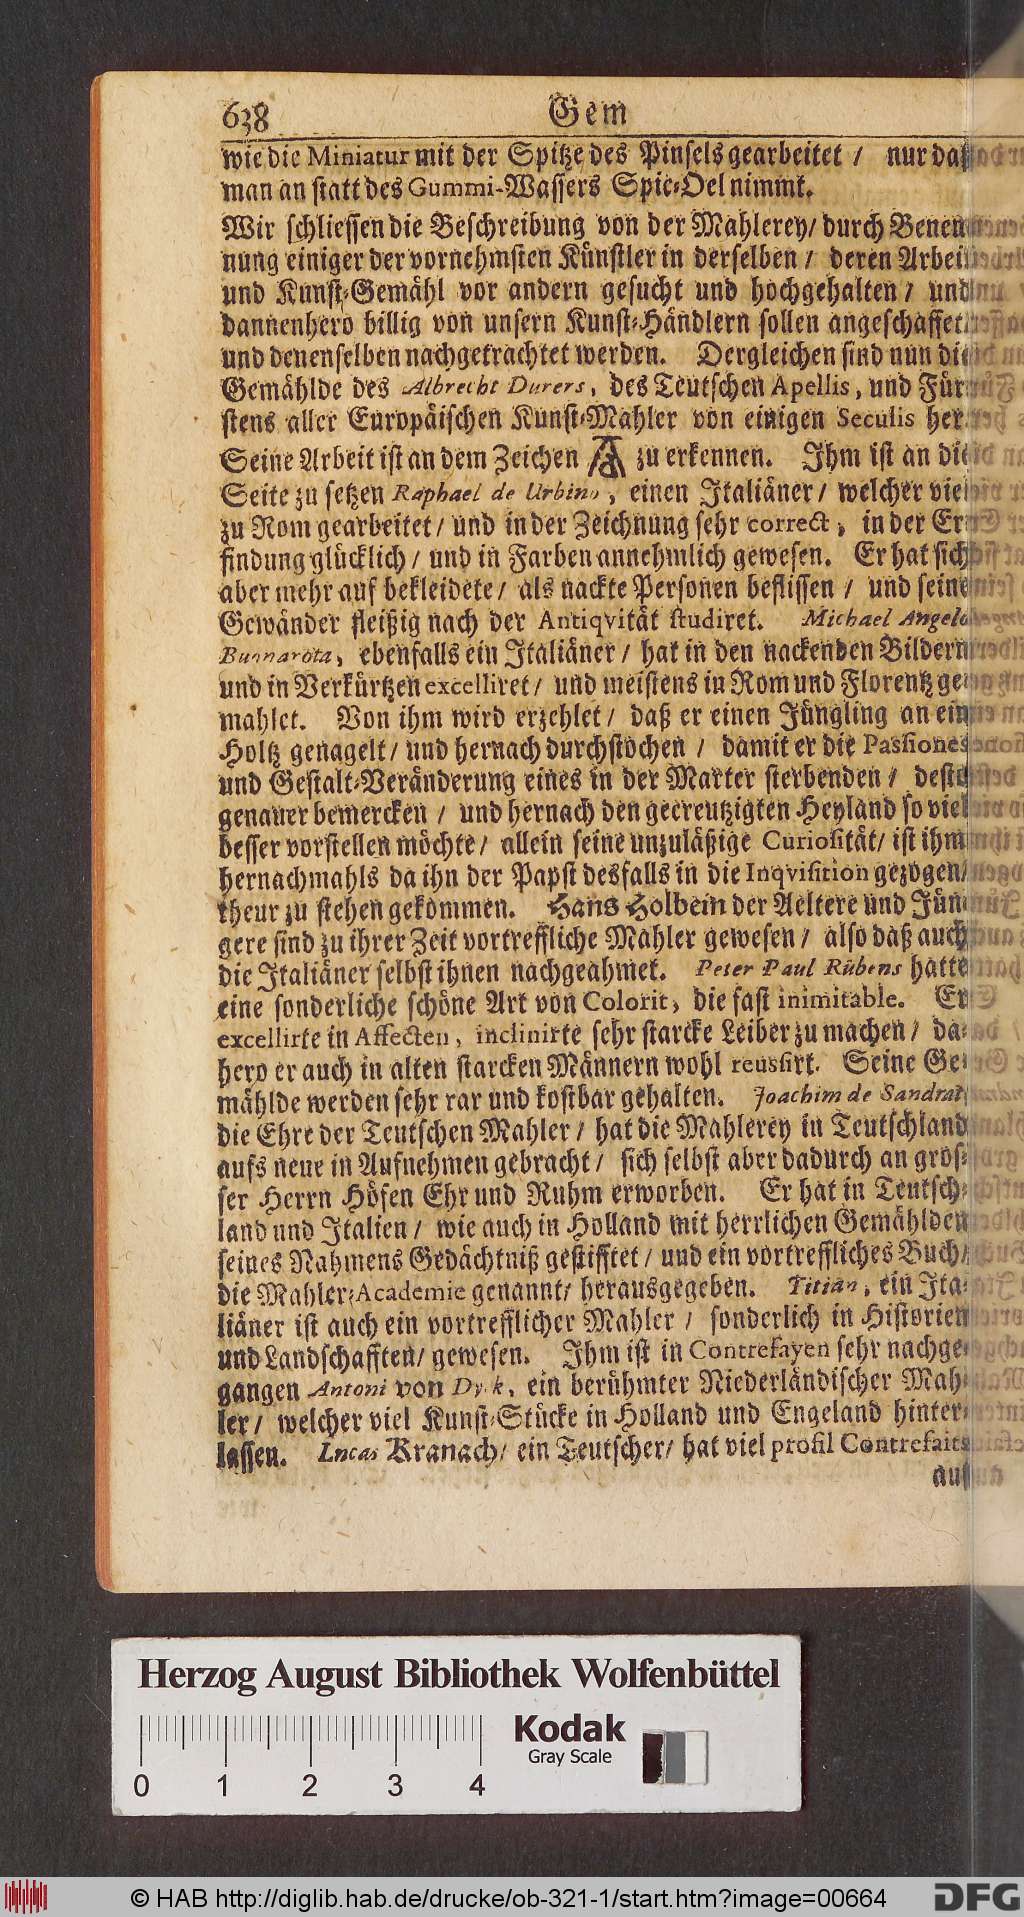 638 Gem
wie die Miniatur mit der Spitze des Pinsels gearbeitet / nur daß
man an statt des Gummi-Wassers Spic-Oel nimmt.
Wir schliessen die Beschreibung von der Mahlerey/ durch Benen-
nung einiger der vornehmsten Künstler in derselben / deren Arbeit
und Kunst-Gemähl vor andern gesucht und hochgehalten / und
dannenhero billig von unsern Kunst-Händlern sollen angeschaffet/
und denenselben nachgetrachtet werden. Dergleichen sind nun die
Gemählde des Albrecht Durers, des Teutschen Apellis, und Für-
stens aller Europäischen Kunst-Mahler von einigen Seculis her.
Seine Arbeit ist an dem Zeichen zu erkennen. Ihm ist an die
Seite zu setzen Raphael de Urbino, einen Italiäner / welcher viel
zu Rom gearbeitet / und in der Zeichnung sehr correct, in der Er-
findung glücklich / und in Farben annehmlich gewesen. Er hat sich
aber mehr auf bekleidete / als nackte Personen beflissen / und seine
Gewänder fleißig nach der Antiqvität studiret. Michael Angelo
Bunnarota, ebenfalls ein Italiäner / hat in den nackenden Bildern
und in Verkürtzen excelliret / und meistens in Rom und Florentz ge-
mahlet. Von ihm wird erzehlet / daß er einen Jüngling an ein
Holtz genagelt / und hernach durchstochen / damit er die Passiones
und Gestalt-Veränderung eines in der Marter sterbenden / desto
genauer bemercken / und hernach den gecreutzigten Heyland so viel
besser vorstellen möchte / allein seine unzuläßige Curiosität / ist ihm
hernachmahls da ihn der Papst desfalls in die Inqvisition gezogen/
theur zu stehen gekommen. Hans Holbein der Aeltere und Jün-
gere sind zu ihrer Zeit vortreffliche Mahler gewesen / also daß auch
die Italiäner selbst ihnen nachgeahmet. Peter Paul Rübens hatte
eine sonderliche schöne Art von Colorit, die fast inimitable. Er
excellirte in Affecten, inclinirte sehr starcke Leiber zu machen / da-
hero er auch in alten starcken Männern wohl reussirt. Seine Ge-
mählde werden sehr rar und kostbar gehalten. Joachim de Sandrat
die Ehre der Teutschen Mahler / hat die Mahlerey in Teutschland
aufs neue in Aufnehmen gebracht / sich selbst aber dadurch an gros-
ser Herrn Höfen Ehr und Ruhm erworben. Er hat in Teutsch-
land und Italien / wie auch in Holland mit herrlichen Gemählden
seines Nahmens Gedächtniß gestifftet / und ein vortreffliches Buch/
die Mahler-Academie genannt / herausgegeben. Titian, ein Ita-
liäner ist auch ein vortrefflicher Mahler / sonderlich in Historien
und Landschafften/ gewesen. Ihm ist in Contrefayen sehr nachge-
gangen Antoni von Dyck, ein berühmter Niederländischer Mah-
ler / welcher viel Kunst-Stücke in Holland und Engeland hinter-
lassen. Lucas Kranach / ein Teutscher / hat viel profil Contrefaits
auf
Herzog August Bibliothek Wolfenbüttel
Kodak
Gray Scale
0 1 2 3 4
© HAB http://diglib.hab.de/drucke/ob-321-1/start.htm?image=00664
DFG